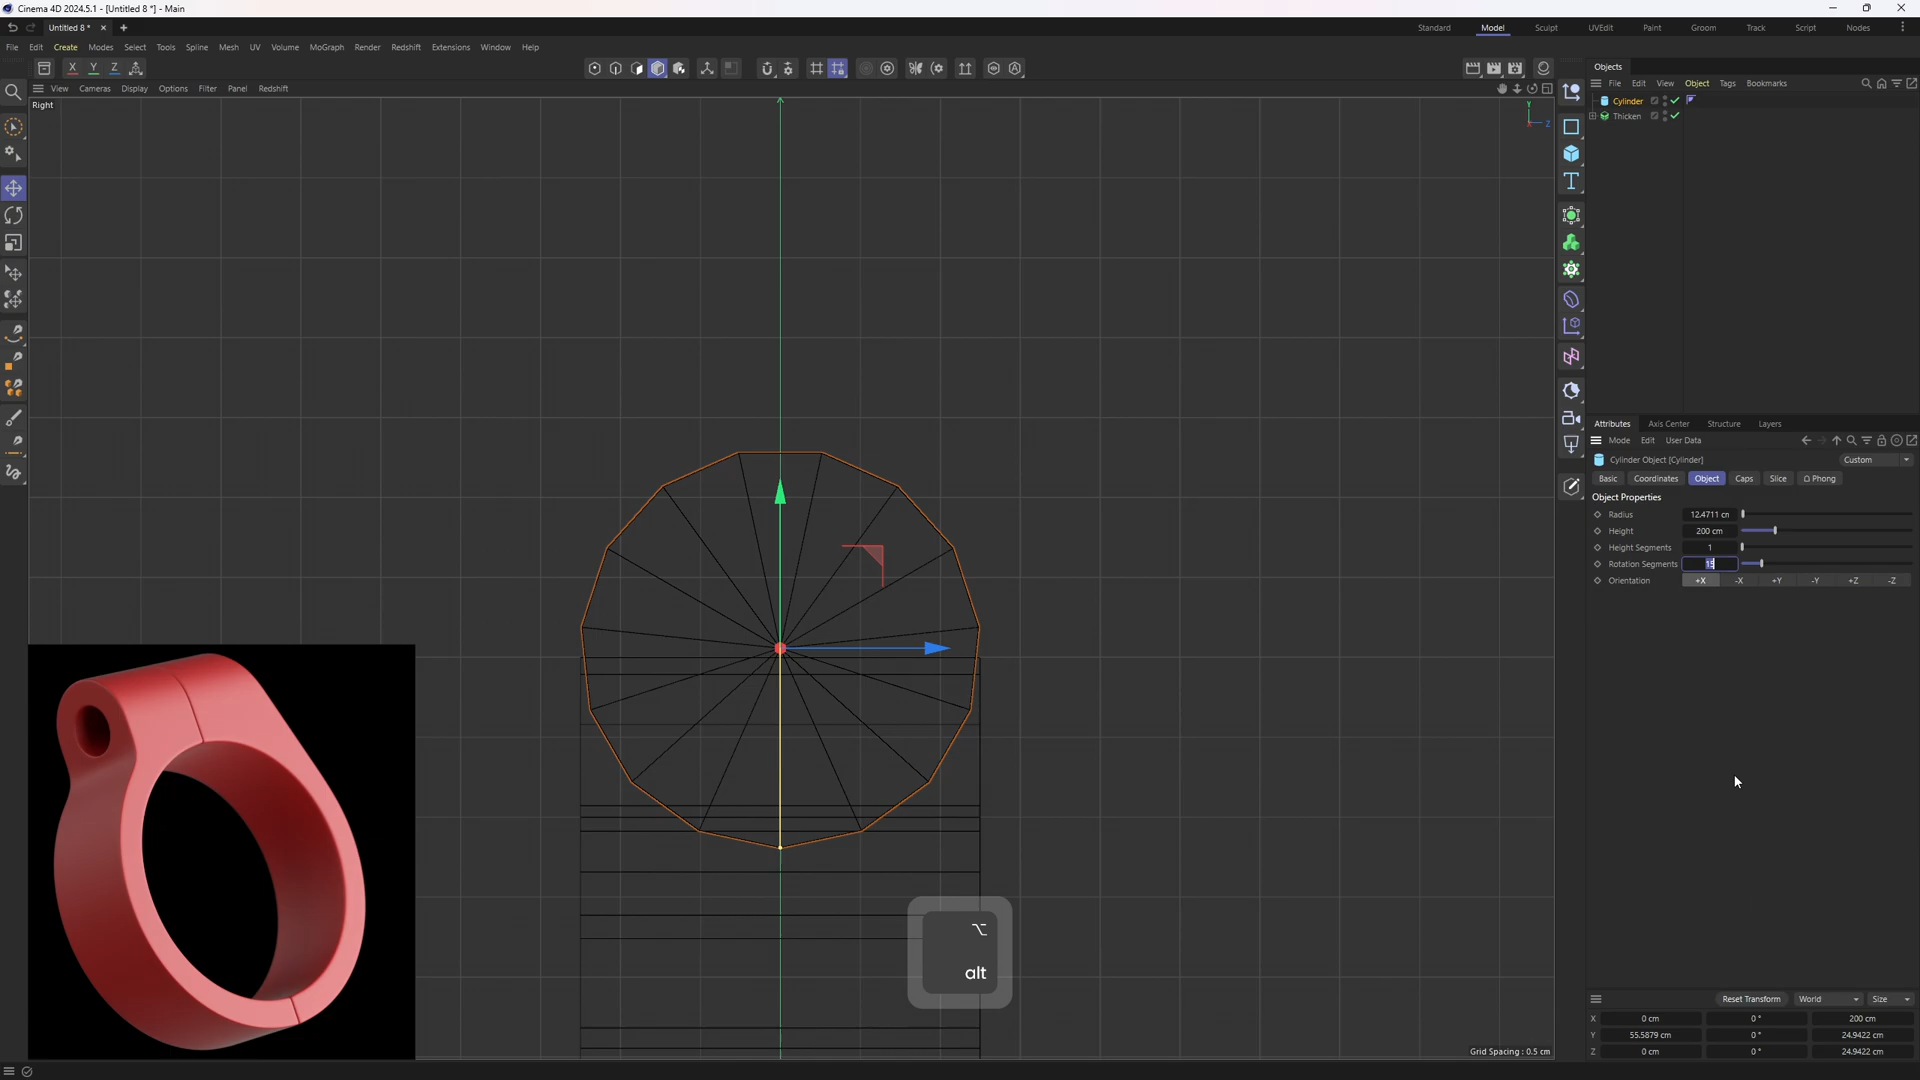 Cinema 4D 2024.5.1 - [Untitled 8 *] - Main
Untitled 8 * × +
Standard Model Sculpt UVEdit Paint Groom Track Script Nodes
File Edit Create Modes Select Tools Spline Mesh UV Volume MoGraph Render Redshift Extensions Window Help
X Y Z
View Cameras Display Options Filter Panel Redshift
Right
Y
Z
alt
Grid Spacing : 0.5 cm
Objects
File Edit View Object Tags Bookmarks
Cylinder
Thicken
Attributes Axis Center Structure Layers
Mode Edit User Data
Cylinder Object [Cylinder] Custom
Basic Coordinates Object Caps Slice Phong
Object Properties
Radius 12.4711 cm
Height 200 cm
Height Segments 1
Rotation Segments 15
Orientation +X -X +Y -Y +Z -Z
Reset Transform World Size
X 0 cm 0 ° 200 cm
Y 55.5879 cm 0 ° 24.9422 cm
Z 0 cm 0 ° 24.9422 cm